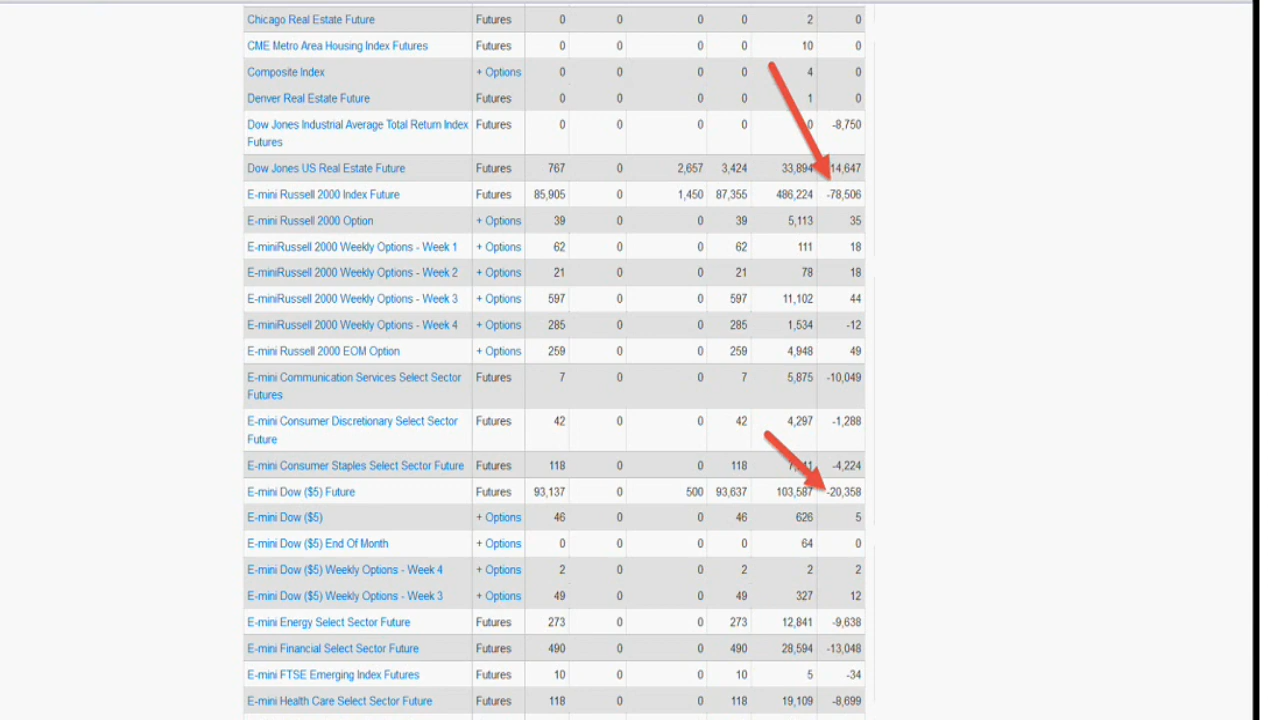 Chicago Real Estate Future Futures 0 0 0 0 2 0
CME Metro Area Housing Index Futures Futures 0 0 0 0 10 0
Composite Index + Options 0 0 0 0 4 0
Denver Real Estate Future Futures 0 0 0 0 1 0
Dow Jones Industrial Average Total Return Index Futures 0 0 0 0 0 -8,750
Futures
Dow Jones US Real Estate Future Futures 767 0 2,657 3,424 33,894 14,647
E-mini Russell 2000 Index Future Futures 85,905 0 1,450 87,355 486,224 -78,506
E-mini Russell 2000 Option + Options 39 0 0 39 5,113 35
E-miniRussell 2000 Weekly Options - Week 1 + Options 62 0 0 62 111 18
E-miniRussell 2000 Weekly Options - Week 2 + Options 21 0 0 21 78 18
E-miniRussell 2000 Weekly Options - Week 3 + Options 597 0 0 597 11,102 44
E-miniRussell 2000 Weekly Options - Week 4 + Options 285 0 0 285 1,534 -12
E-mini Russell 2000 EOM Option + Options 259 0 0 259 4,948 49
E-mini Communication Services Select Sector Futures 7 0 0 7 5,875 -10,049
Futures
E-mini Consumer Discretionary Select Sector Futures 42 0 0 42 4,297 -1,288
Future
E-mini Consumer Staples Select Sector Future Futures 118 0 0 118 -4,224
E-mini Dow ($5) Future Futures 93,137 0 500 93,637 103,587 -20,358
E-mini Dow ($5) + Options 46 0 0 46 626 5
E-mini Dow ($5) End Of Month + Options 0 0 0 0 64 0
E-mini Dow ($5) Weekly Options - Week 4 + Options 2 0 0 2 2 2
E-mini Dow ($5) Weekly Options - Week 3 + Options 49 0 0 49 327 12
E-mini Energy Select Sector Future Futures 273 0 0 273 12,841 -9,638
E-mini Financial Select Sector Future Futures 490 0 0 490 28,594 -13,048
E-mini FTSE Emerging Index Futures Futures 10 0 0 10 5 -34
E-mini Health Care Select Sector Future Futures 118 0 0 118 19,109 -8,699